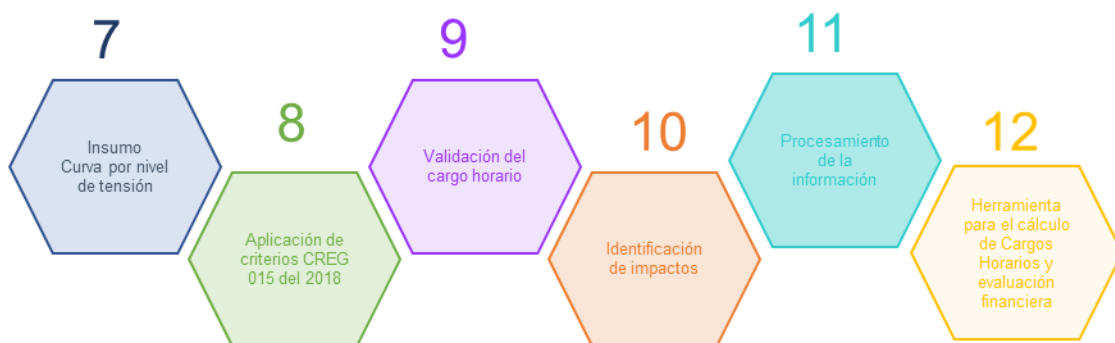 7
Insumo
Curva por nivel
de tensión
8
Aplicación de
criterios CREG
015 del 2018
9
Validación del
cargo horario
10
Identificación
de impactos
11
Procesamiento
de la
información
12
Herramienta
para el cálculo
de Cargos
Horarios y
evaluación
financiera